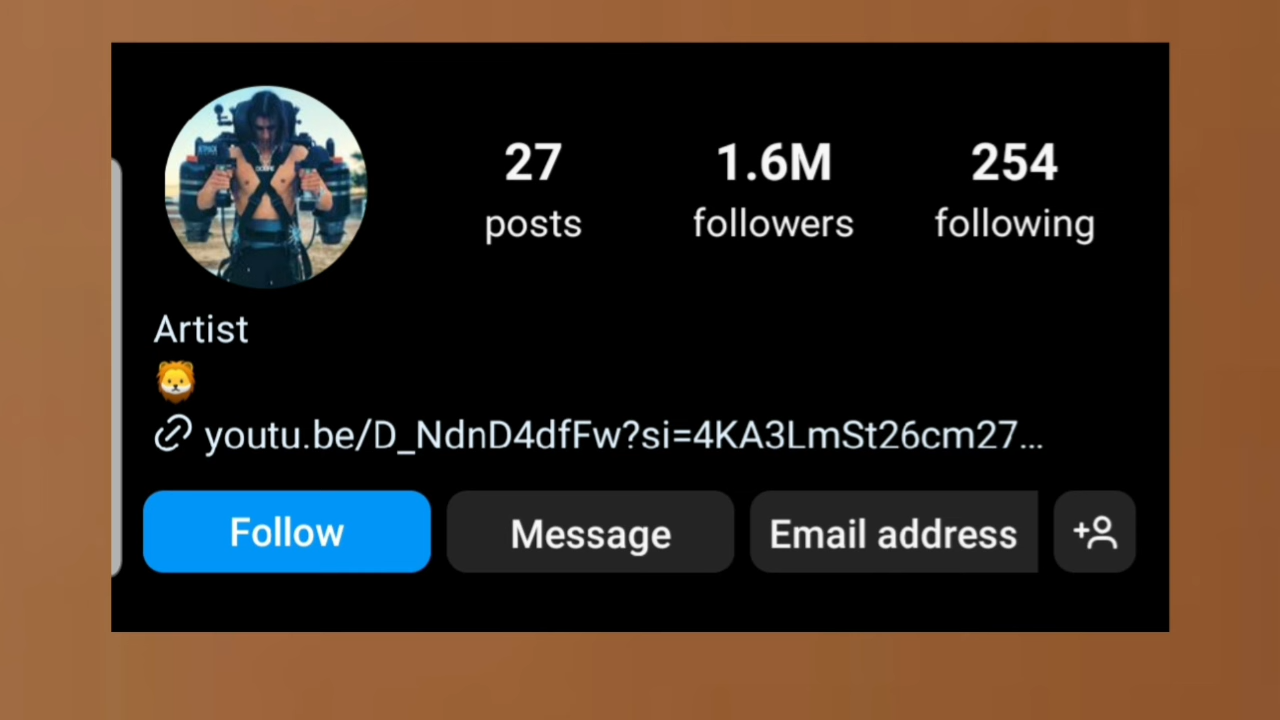 27 1.6M 254
posts followers following
Artist
youtu.be/D_NdnD4dfFw?si=4KA3LmSt26cm27...
Follow Message Email address